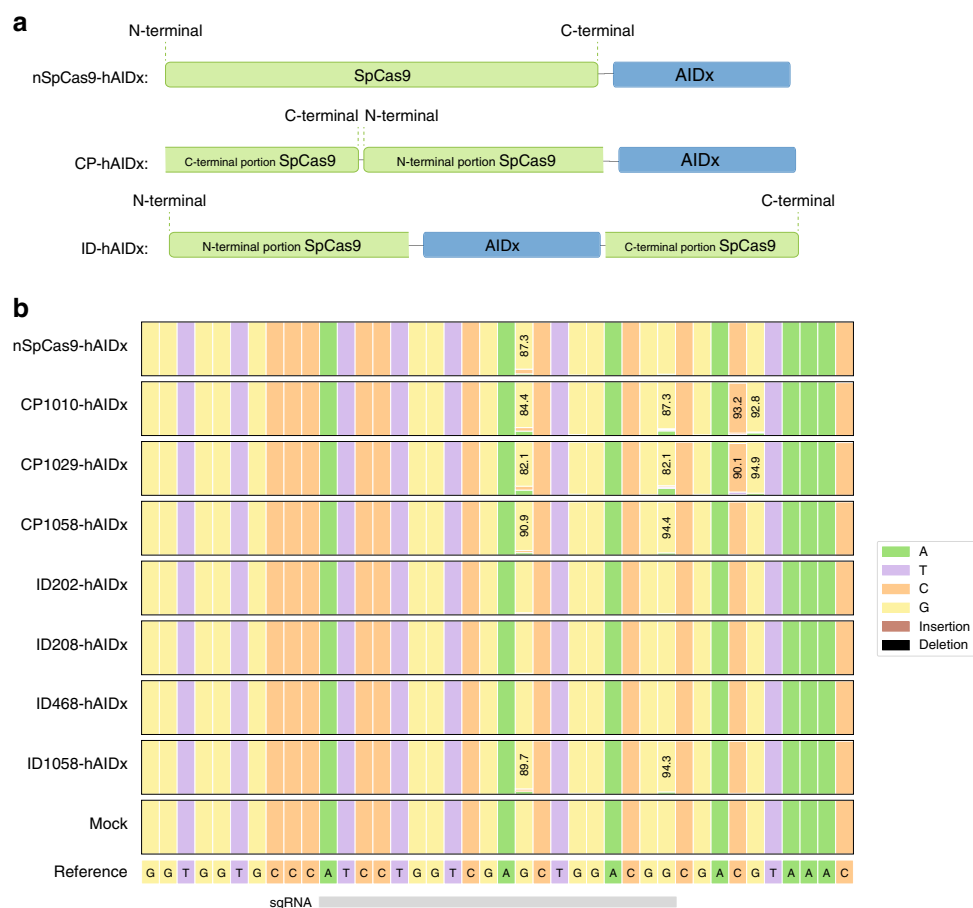 a
N-terminal C-terminal
nSpCas9-hAIDx: SpCas9 AIDx
C-terminal N-terminal
CP-hAIDx: C-terminal portion SpCas9 N-terminal portion SpCas9 AIDx
N-terminal C-terminal
ID-hAIDx: N-terminal portion SpCas9 AIDx C-terminal portion SpCas9
b
nSpCas9-hAIDx 87.3
CP1010-hAIDx 84.4 87.3 93.2 92.8
CP1029-hAIDx 82.1 82.1 90.1 94.9
CP1058-hAIDx 90.9 94.4
ID202-hAIDx
ID208-hAIDx
ID468-hAIDx
ID1058-hAIDx 89.7 94.3
Mock
Reference G G T G G T G C C C A T C C T G G T C G A G C T G G A C G G C G A C G T A A A C
sgRNA
A
T
C
G
Insertion
Deletion